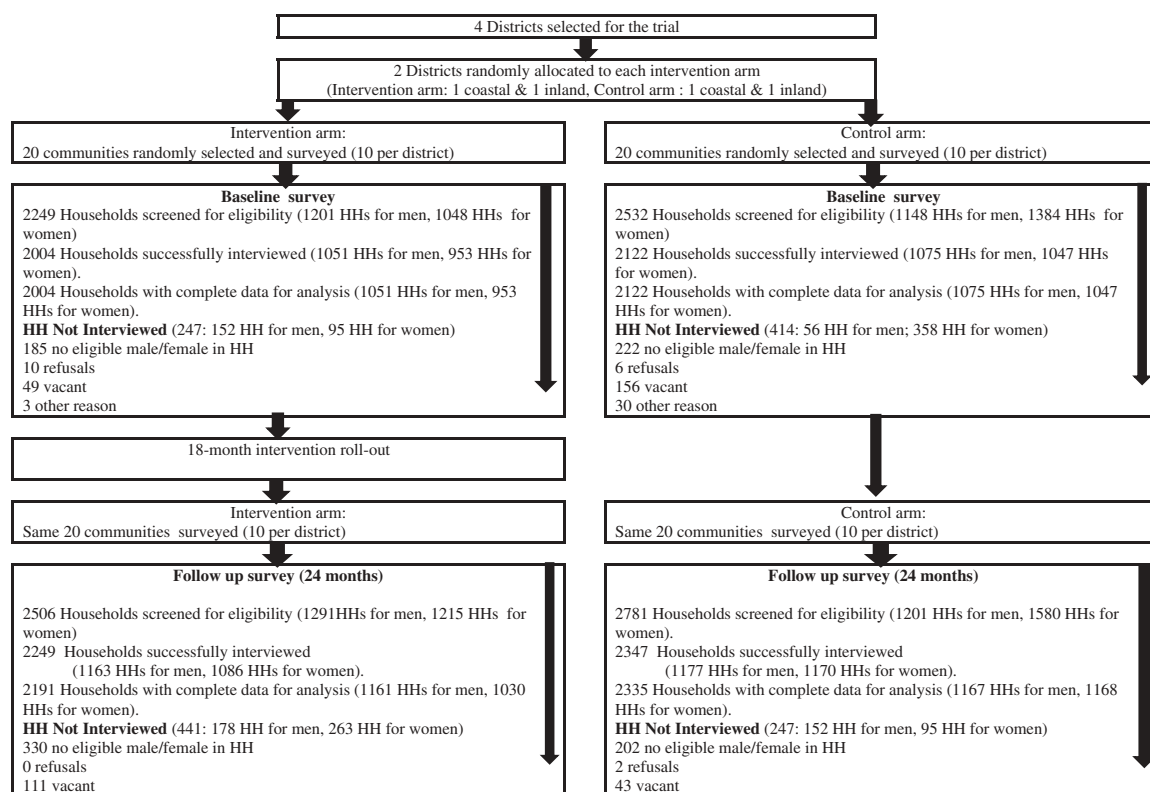 4 Districts selected for the trial
2 Districts randomly allocated to each intervention arm
(Intervention arm: 1 coastal & 1 inland, Control arm : 1 coastal & 1 inland)
Intervention arm:
20 communities randomly selected and surveyed (10 per district)
Control arm:
20 communities randomly selected and surveyed (10 per district)
Baseline survey
2249 Households screened for eligibility (1201 HHs for men, 1048 HHs for
women)
2004 Households successfully interviewed (1051 HHs for men, 953 HHs for
women).
2004 Households with complete data for analysis (1051 HHs for men, 953
HHs for women).
HH Not Interviewed (247: 152 HH for men, 95 HH for women)
185 no eligible male/female in HH
10 refusals
49 vacant
3 other reason
Baseline survey
2532 Households screened for eligibility (1148 HHs for men, 1384 HHs for
women)
2122 Households successfully interviewed (1075 HHs for men, 1047 HHs
for women).
2122 Households with complete data for analysis (1075 HHs for men, 1047
HHs for women).
HH Not Interviewed (414: 56 HH for men; 358 HH for women)
222 no eligible male/female in HH
6 refusals
156 vacant
30 other reason
18-month intervention roll-out
Intervention arm:
Same 20 communities surveyed (10 per district)
Control arm:
Same 20 communities surveyed (10 per district)
Follow up survey (24 months)
2506 Households screened for eligibility (1291HHs for men, 1215 HHs for
women)
2249 Households successfully interviewed
(1163 HHs for men, 1086 HHs for women).
2191 Households with complete data for analysis (1161 HHs for men, 1030
HHs for women).
HH Not Interviewed (441: 178 HH for men, 263 HH for women)
330 no eligible male/female in HH
0 refusals
111 vacant
Follow up survey (24 months)
2781 Households screened for eligibility (1201 HHs for men, 1580 HHs for
women).
2347 Households successfully interviewed
(1177 HHs for men, 1170 HHs for women).
2335 Households with complete data for analysis (1167 HHs for men, 1168
HHs for women).
HH Not Interviewed (247: 152 HH for men, 95 HH for women)
202 no eligible male/female in HH
2 refusals
43 vacant